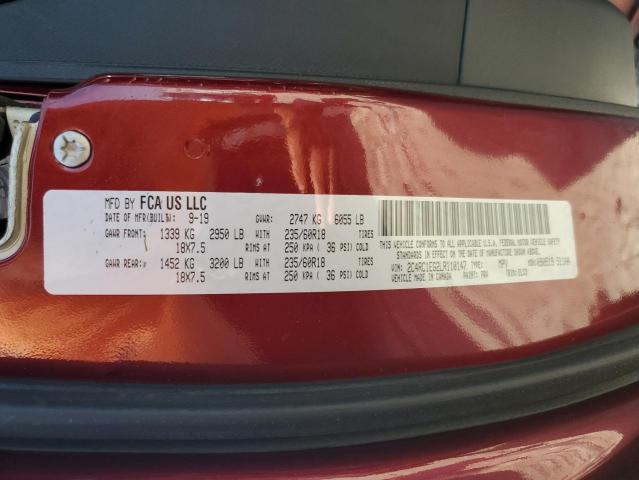 MFD BY FCA US LLC
DATE OF MFR(BUILT) 9-19 GVWR: 2747 KG 6055 LB
GAWR FRONT: 1339 KG 2950 LB 235/60R18 TIRES
18X7.5 RIMS AT 250 KPA ( 36 PSI) COLD
GAWR REAR: 1452 KG 3200 LB 235/60R18 TIRES
18X7.5 RIMS AT 250 KPA ( 36 PSI) COLD
THIS VEHICLE CONFORMS TO ALL APPLICABLE U.S.A. FEDERAL MOTOR VEHICLE
STANDARDS IN EFFECT ON THE DATE OF MANUFACTURE SHOWN ABOVE.
VIN: 2C4RC1EG2LR110147 TYPE: MPV
VEHICLE MADE IN CANADA PAINT: PRV TRIM: